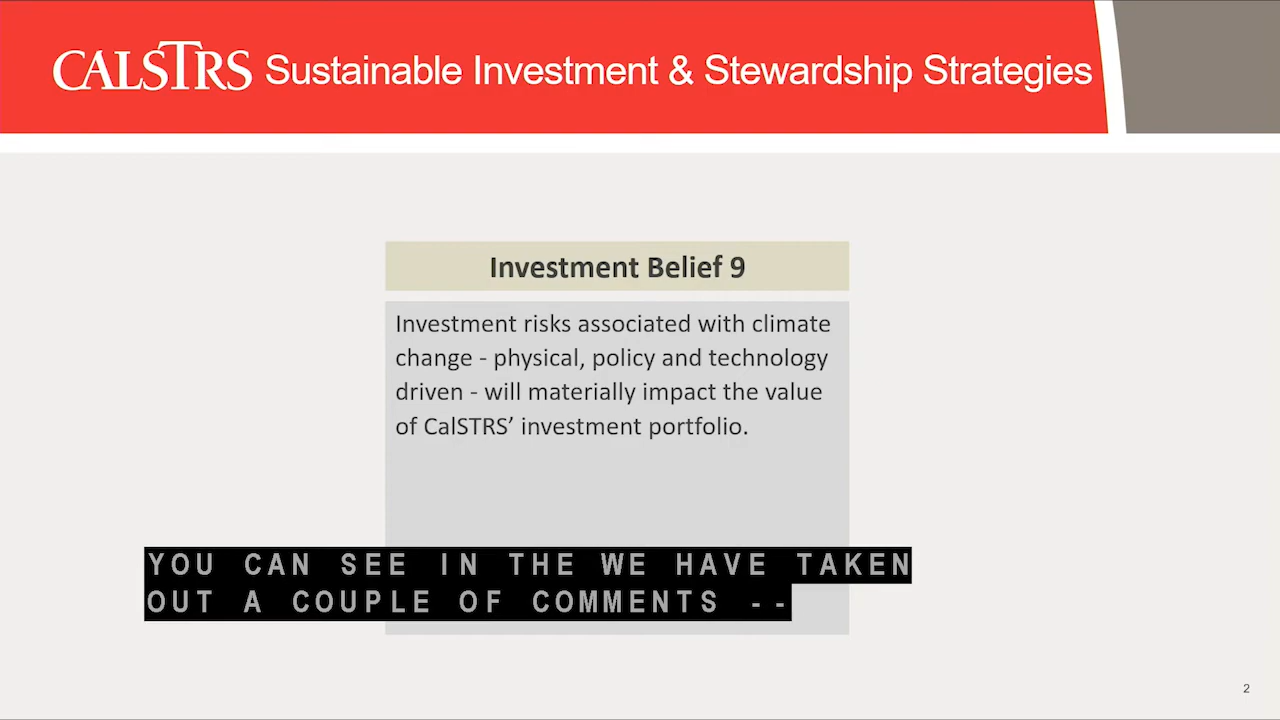 CALSTRS Sustainable Investment & Stewardship Strategies
Investment Belief 9
Investment risks associated with climate
change - physical, policy and technology
driven - will materially impact the value
of CalSTRS’ investment portfolio.
YOU CAN SEE IN THE WE HAVE TAKEN
OUT A COUPLE OF COMMENTS --
2